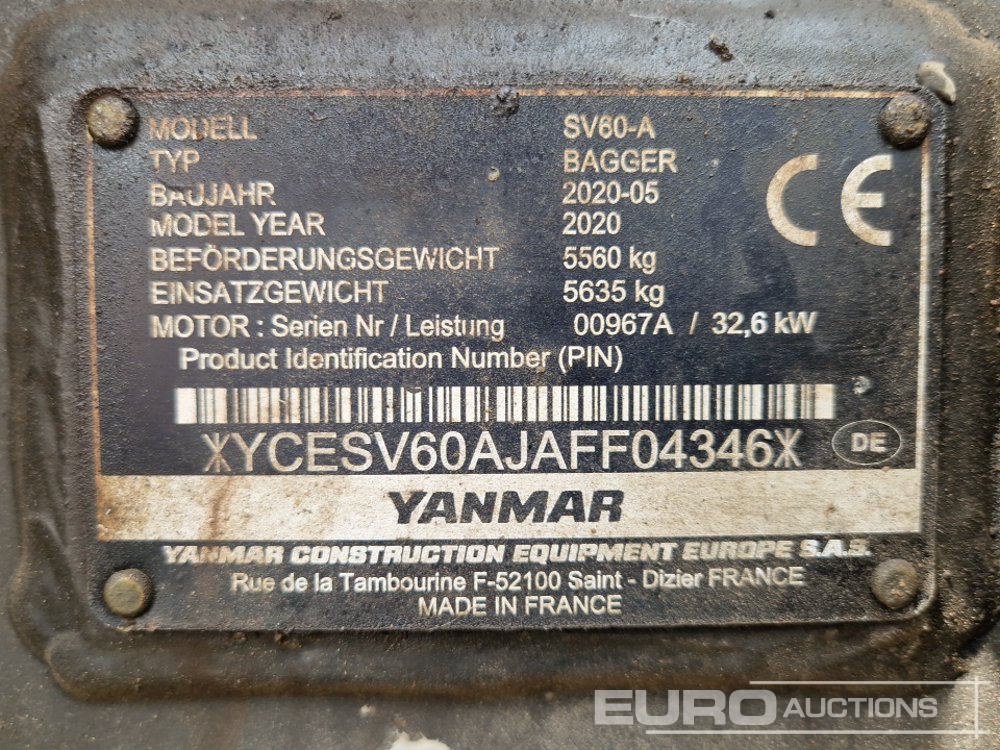 MODELL SV60-A
TYP BAGGER
BAUJAHR 2020-05
MODEL YEAR 2020
BEFÖRDERUNGSGEWICHT 5560 kg
EINSATZGEWICHT 5635 kg
MOTOR : Serien Nr / Leistung 00967A / 32,6 kW
Product Identification Number (PIN)
CE
YCESV60AJAFF04346
DE
YANMAR
YANMAR CONSTRUCTION EQUIPMENT EUROPE S.A.S.
Rue de la Tambourine F-52100 Saint - Dizier FRANCE
MADE IN FRANCE
EURO AUCTIONS